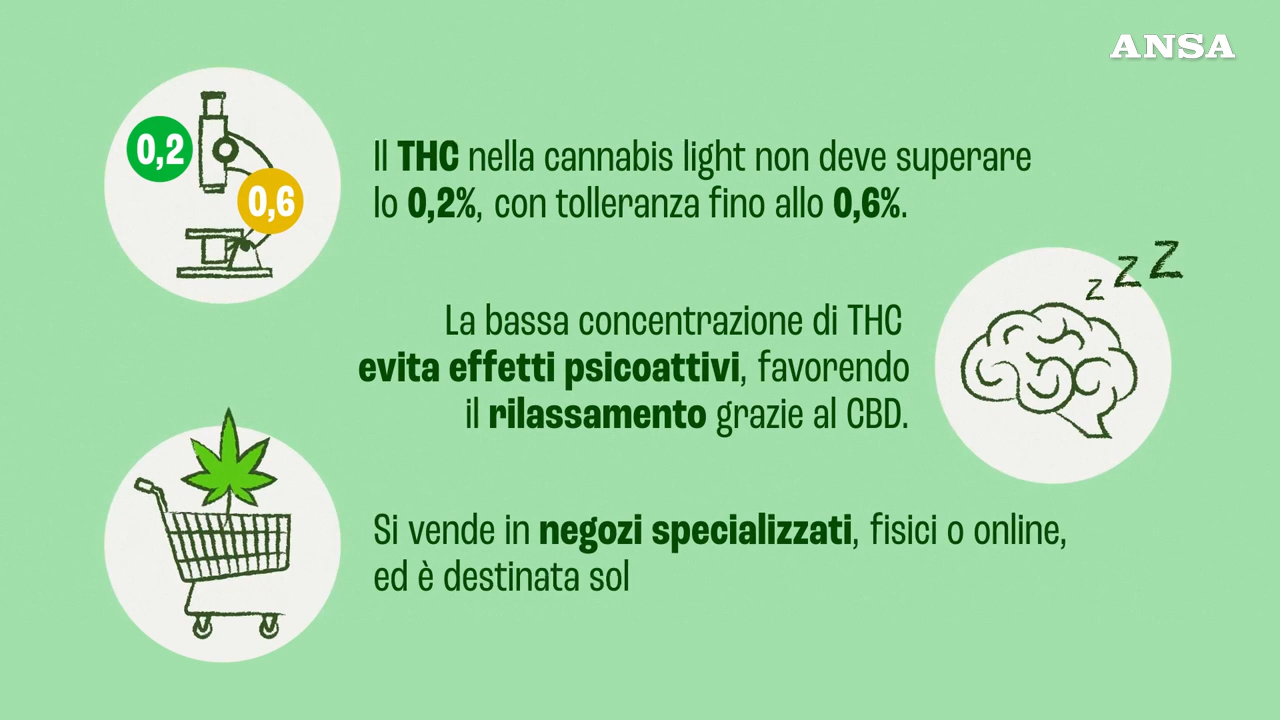 ANSA
0,2
0,6
Il THC nella cannabis light non deve superare
lo 0,2%, con tolleranza fino allo 0,6%.
z z z
La bassa concentrazione di THC
evita effetti psicoattivi, favorendo
il rilassamento grazie al CBD.
Si vende in negozi specializzati, fisici o online,
ed è destinata sol